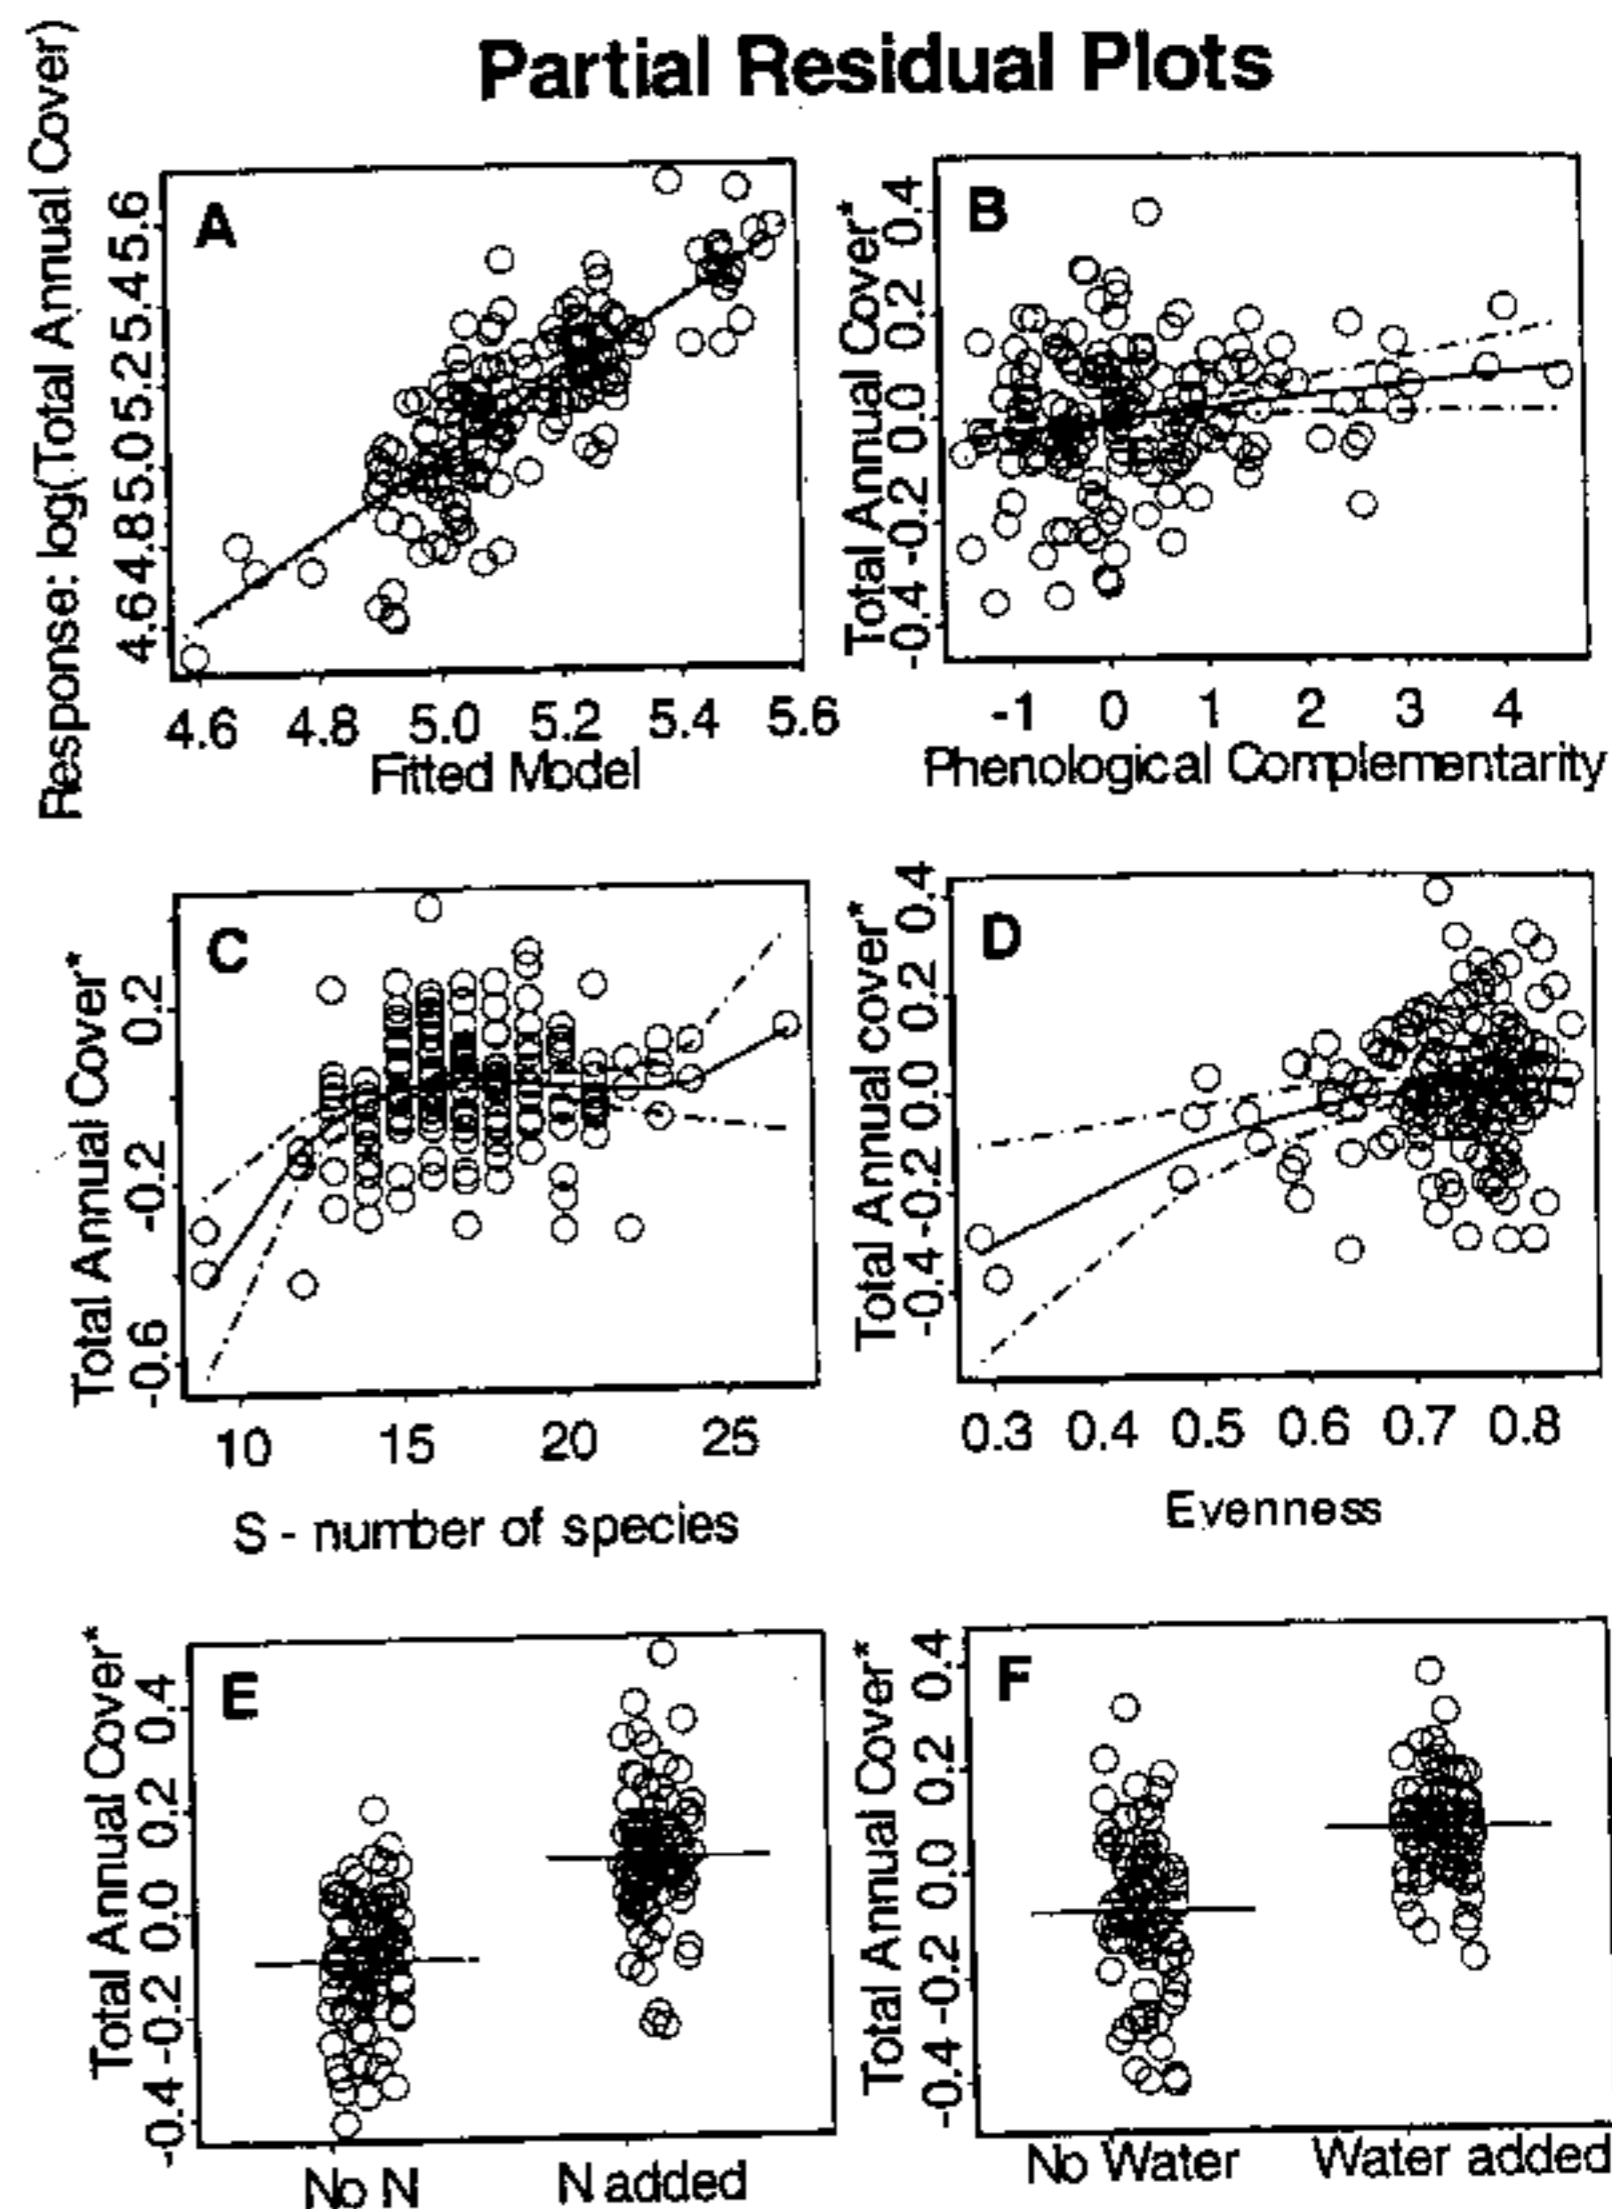 Partial Residual Plots
Response: log(Total Annual Cover)
4.6 4.8 5.0 5.2 5.4 5.6
A
4.6 4.8 5.0 5.2 5.4 5.6
Fitted Model
Total Annual Cover*
-0.4 -0.2 0.0 0.2 0.4
B
-1 0 1 2 3 4
Phenological Complementarity
Total Annual Cover*
-0.6 -0.2 0.2
C
10 15 20 25
S - number of species
Total Annual cover*
-0.4 -0.2 0.0 0.2 0.4
D
0.3 0.4 0.5 0.6 0.7 0.8
Evenness
Total Annual Cover*
-0.4 -0.2 0.0 0.2 0.4
E
No N N added
Total Annual Cover*
-0.4 -0.2 0.0 0.2 0.4
F
No Water Water added